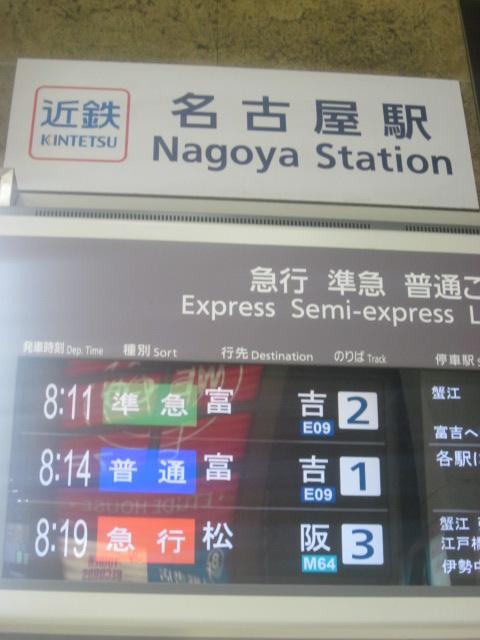 近鉄
KINTETSU
名古屋駅
Nagoya Station
急行 準急 普通
Express Semi-express L
発車時刻 Dep. Time 種別 Sort 行先 Destination のりば Track 停車駅
8:11 準急 富吉 E09 2 蟹江
富吉へ
8:14 普通 富吉 E09 1 各駅に
8:19 急行 松阪 M64 3 蟹江
江戸橋
伊勢中